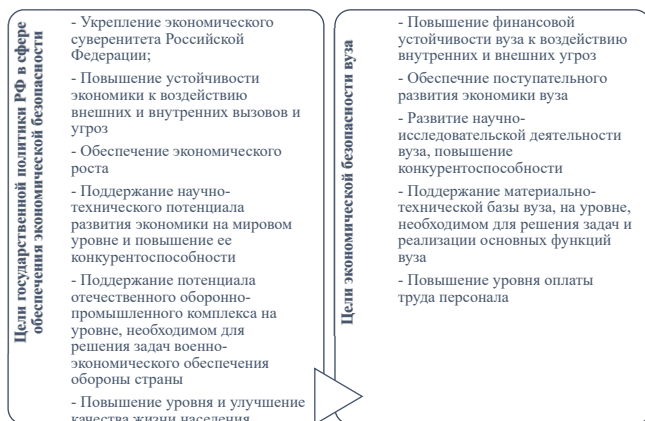 Цели государственной политики РФ в сфере
обеспечения экономической безопасности
- Укрепление экономического
суверенитета Российской
Федерации;
- Повышение устойчивости
экономики к воздействию
внешних и внутренних вызовов и
угроз
- Обеспечение экономического
роста
- Поддержание научно-
технического потенциала
развития экономики на мировом
уровне и повышение ее
конкурентоспособности
- Поддержание потенциала
отечественного оборонно-
промышленного комплекса на
уровне, необходимом для
решения задач военно-
экономического обеспечения
обороны страны
- Повышение уровня и улучшение
качества жизни населения
Цели экономической безопасности вуза
- Повышение финансовой
устойчивости вуза к воздействию
внутренних и внешних угроз
- Обеспечние поступательного
развития экономики вуза
- Развитие научно-
исследовательской деятельности
вуза, повышение
конкурентоспособности
- Поддержание материально-
технической базы вуза, на уровне,
необходимом для решения задач и
реализации основных функций
вуза
- Повышение уровня оплаты
труда персонала